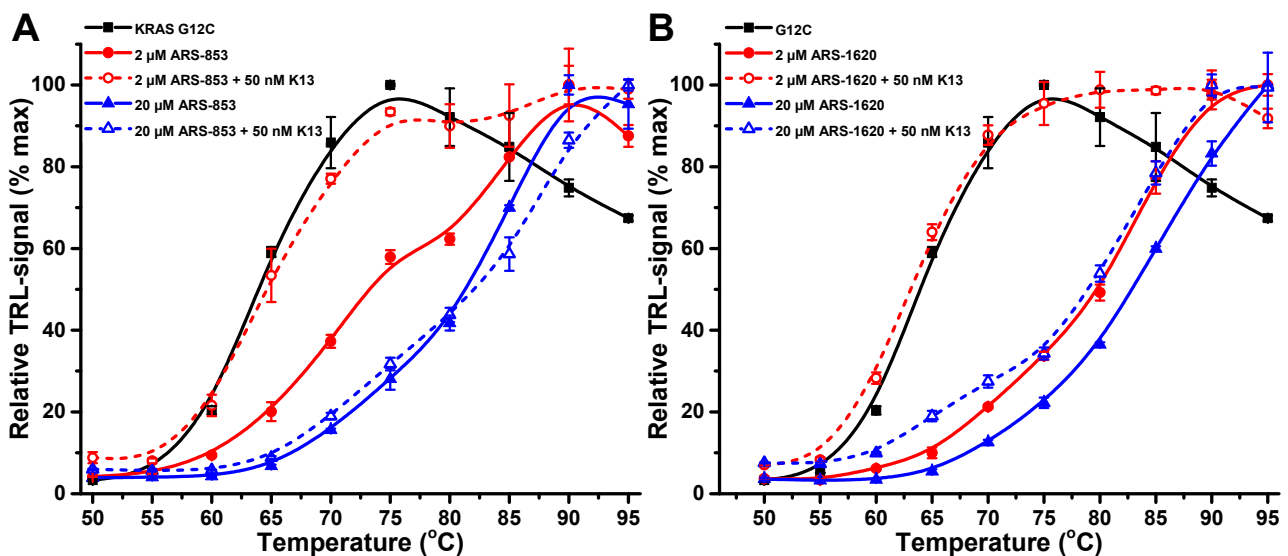 A
KRAS G12C
2 µM ARS-853
2 µM ARS-853 + 50 nM K13
20 µM ARS-853
20 µM ARS-853 + 50 nM K13
Relative TRL-signal (% max)
100
80
60
40
20
0
50 55 60 65 70 75 80 85 90 95
Temperature (°C)
B
G12C
2 µM ARS-1620
2 µM ARS-1620 + 50 nM K13
20 µM ARS-1620
20 µM ARS-1620 + 50 nM K13
Relative TRL-signal (% max)
100
80
60
40
20
0
50 55 60 65 70 75 80 85 90 95
Temperature (°C)